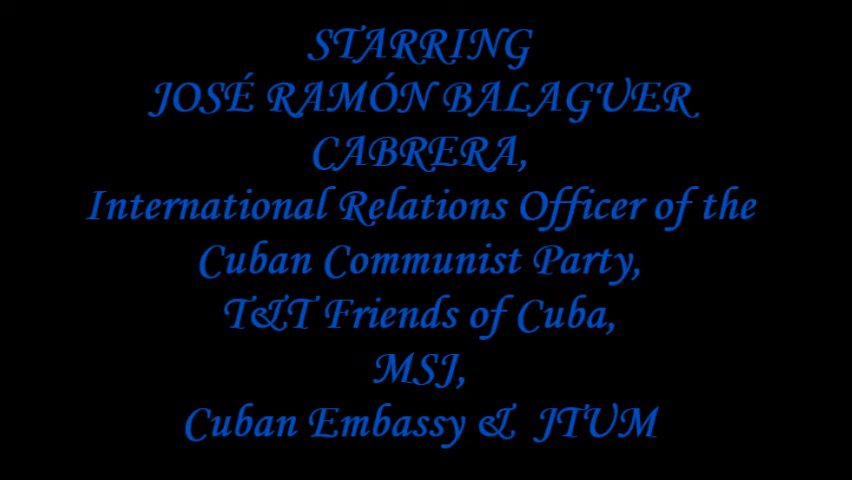 STARRING
JOSÉ RAMÓN BALAGUER
CABRERA,
International Relations Officer of the
Cuban Communist Party,
T&T Friends of Cuba,
MSJ,
Cuban Embassy & JTUM